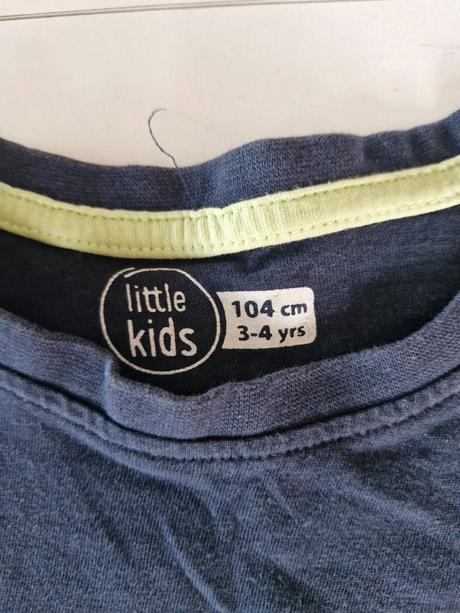 little
kids
104 cm
3-4 yrs